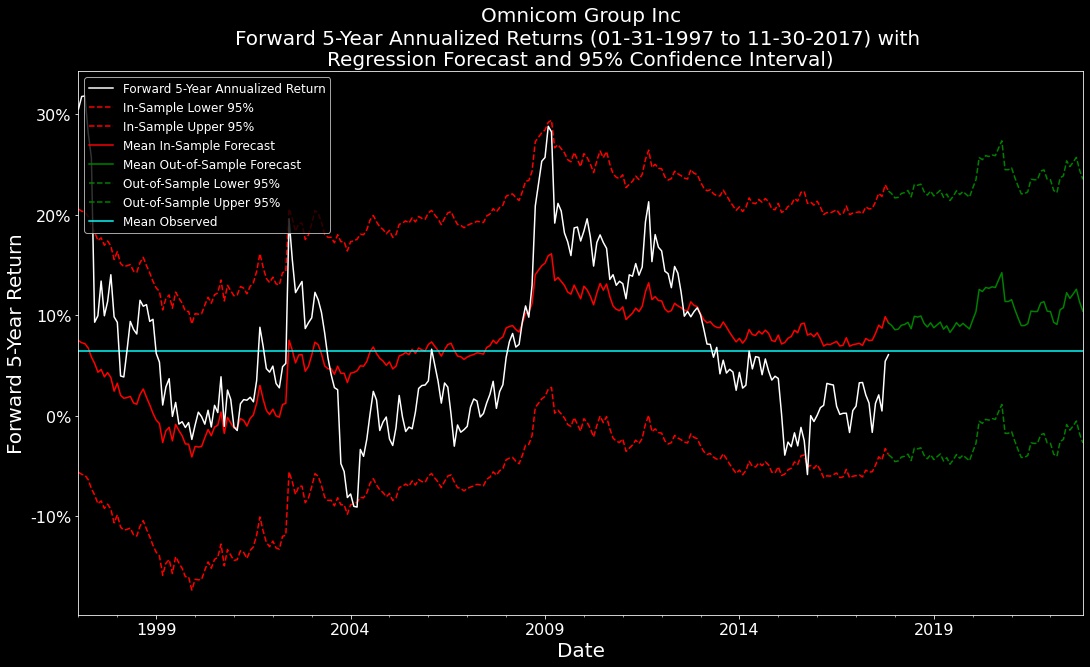 Omnicom Group Inc
Forward 5-Year Annualized Returns (01-31-1997 to 11-30-2017) with
Regression Forecast and 95% Confidence Interval)
Forward 5-Year Annualized Return
In-Sample Lower 95%
In-Sample Upper 95%
Mean In-Sample Forecast
Mean Out-of-Sample Forecast
Out-of-Sample Lower 95%
Out-of-Sample Upper 95%
Mean Observed
Forward 5-Year Return
30%
20%
10%
0%
-10%
1999
2004
2009
2014
2019
Date